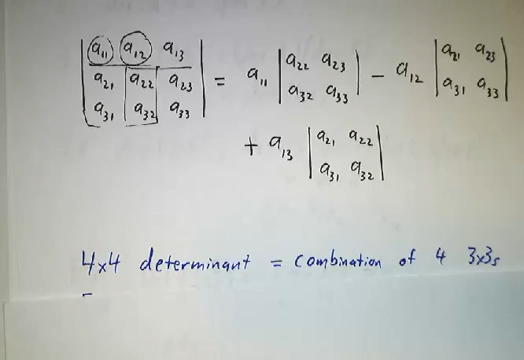 |a₁₁ a₁₂ a₁₃| = a₁₁ |a₂₂ a₂₃| − a₁₂ |a₂₁ a₂₃|
|a₂₁ a₂₂ a₂₃| |a₃₂ a₃₃| |a₃₁ a₃₃|
|a₃₁ a₃₂ a₃₃|
+ a₁₃ |a₂₁ a₂₂|
|a₃₁ a₃₂|
4x4 determinant = combination of 4 3x3s